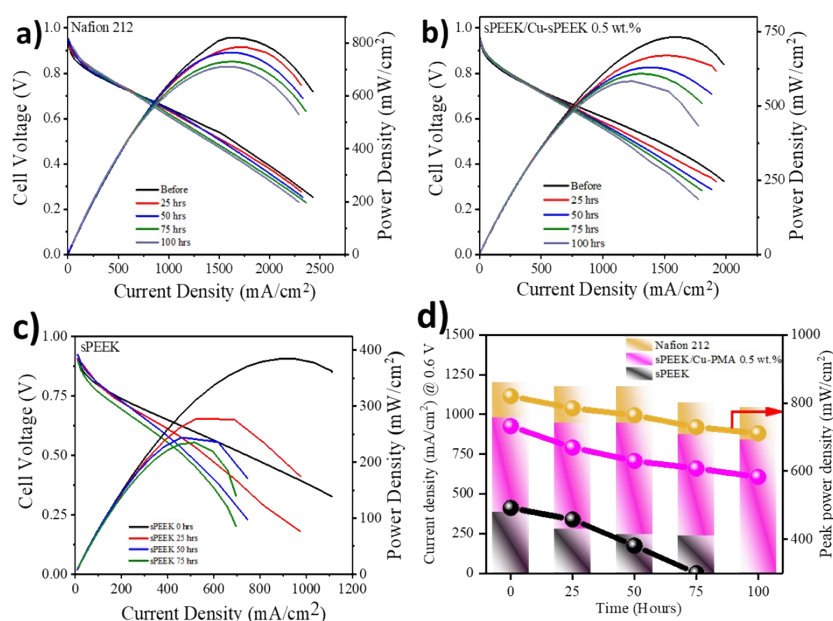 a)
Nafion 212
Cell Voltage (V)
1.0
0.8
0.6
0.4
0.2
0.0
800
600
400
200
0
Power Density (mW/cm²)
Before
25 hrs
50 hrs
75 hrs
100 hrs
0 500 1000 1500 2000 2500
Current Density (mA/cm²)
b)
sPEEK/Cu-sPEEK 0.5 wt.%
Cell Voltage (V)
1.0
0.8
0.6
0.4
0.2
0.0
750
500
250
0
Power Density (mW/cm²)
Before
25 hrs
50 hrs
75 hrs
100 hrs
0 500 1000 1500 2000
Current Density (mA/cm²)
c)
sPEEK
Cell Voltage (V)
1.00
0.75
0.50
0.25
0.00
400
300
200
100
0
Power Density (mW/cm²)
sPEEK 0 hrs
sPEEK 25 hrs
sPEEK 50 hrs
sPEEK 75 hrs
0 200 400 600 800 1000 1200
Current Density (mA/cm²)
d)
Current density (mA/cm²) @ 0.6 V
1500
1250
1000
750
500
250
0
1000
800
600
400
Peak power density (mW/cm²)
Nafion 212
sPEEK/Cu-PMA 0.5 wt.%
sPEEK
0 25 50 75 100
Time (Hours)